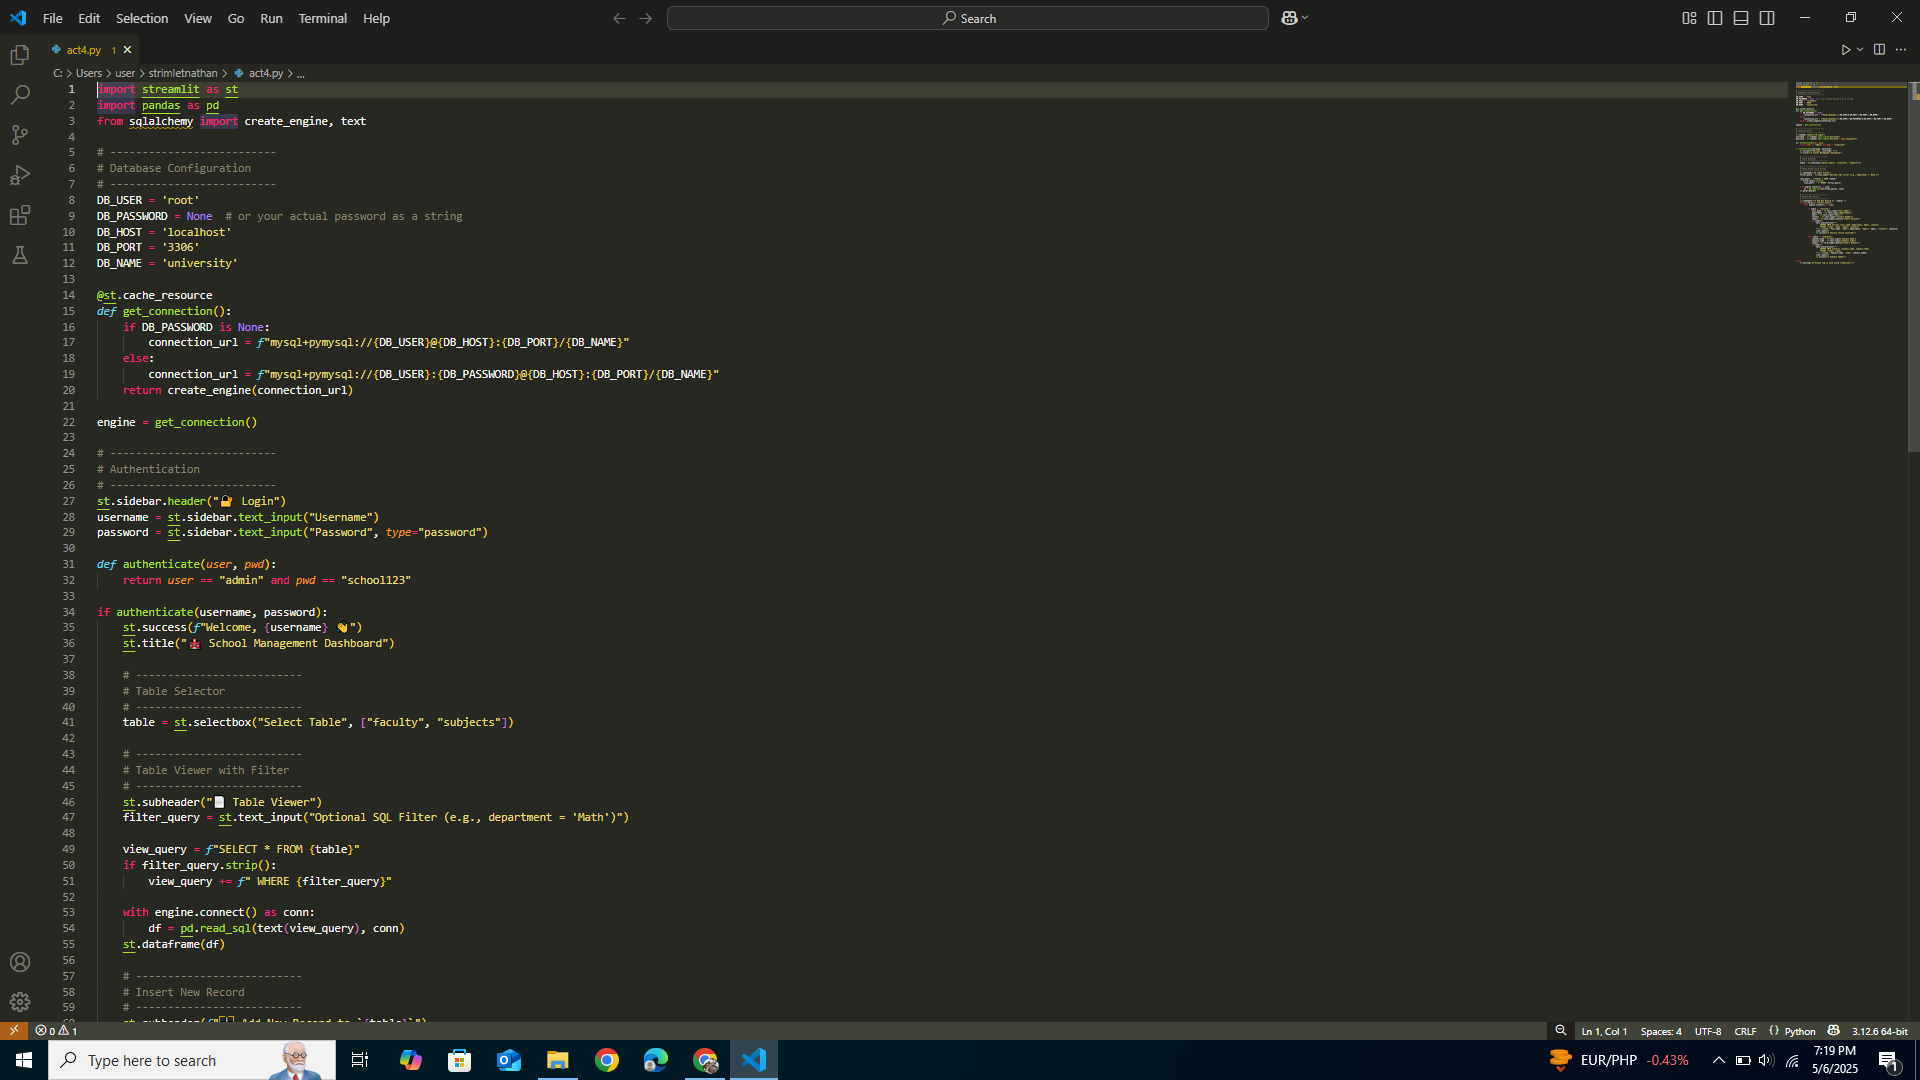 File Edit Selection View Go Run Terminal Help
Search
act4.py 1
C: > Users > user > strimletnathan > act4.py > ...
1 import streamlit as st
2 import pandas as pd
3 from sqlalchemy import create_engine, text
4
5 # --------------------------
6 # Database Configuration
7 # --------------------------
8 DB_USER = 'root'
9 DB_PASSWORD = None  # or your actual password as a string
10 DB_HOST = 'localhost'
11 DB_PORT = '3306'
12 DB_NAME = 'university'
13
14 @st.cache_resource
15 def get_connection():
16     if DB_PASSWORD is None:
17         connection_url = f"mysql+pymysql://{DB_USER}@{DB_HOST}:{DB_PORT}/{DB_NAME}"
18     else:
19         connection_url = f"mysql+pymysql://{DB_USER}:{DB_PASSWORD}@{DB_HOST}:{DB_PORT}/{DB_NAME}"
20     return create_engine(connection_url)
21
22 engine = get_connection()
23
24 # --------------------------
25 # Authentication
26 # --------------------------
27 st.sidebar.header("🔐 Login")
28 username = st.sidebar.text_input("Username")
29 password = st.sidebar.text_input("Password", type="password")
30
31 def authenticate(user, pwd):
32     return user == "admin" and pwd == "school123"
33
34 if authenticate(username, password):
35     st.success(f"Welcome, {username} 👋")
36     st.title("🏫 School Management Dashboard")
37
38     # --------------------------
39     # Table Selector
40     # --------------------------
41     table = st.selectbox("Select Table", ["faculty", "subjects"])
42
43     # --------------------------
44     # Table Viewer with Filter
45     # --------------------------
46     st.subheader("📄 Table Viewer")
47     filter_query = st.text_input("Optional SQL Filter (e.g., department = 'Math')")
48
49     view_query = f"SELECT * FROM {table}"
50     if filter_query.strip():
51         view_query += f" WHERE {filter_query}"
52
53     with engine.connect() as conn:
54         df = pd.read_sql(text(view_query), conn)
55     st.dataframe(df)
56
57     # --------------------------
58     # Insert New Record
59     # --------------------------
0 1
Ln 1, Col 1 Spaces: 4 UTF-8 CRLF Python 3.12.6 64-bit
Type here to search
EUR/PHP -0.43%
7:19 PM
5/6/2025
1